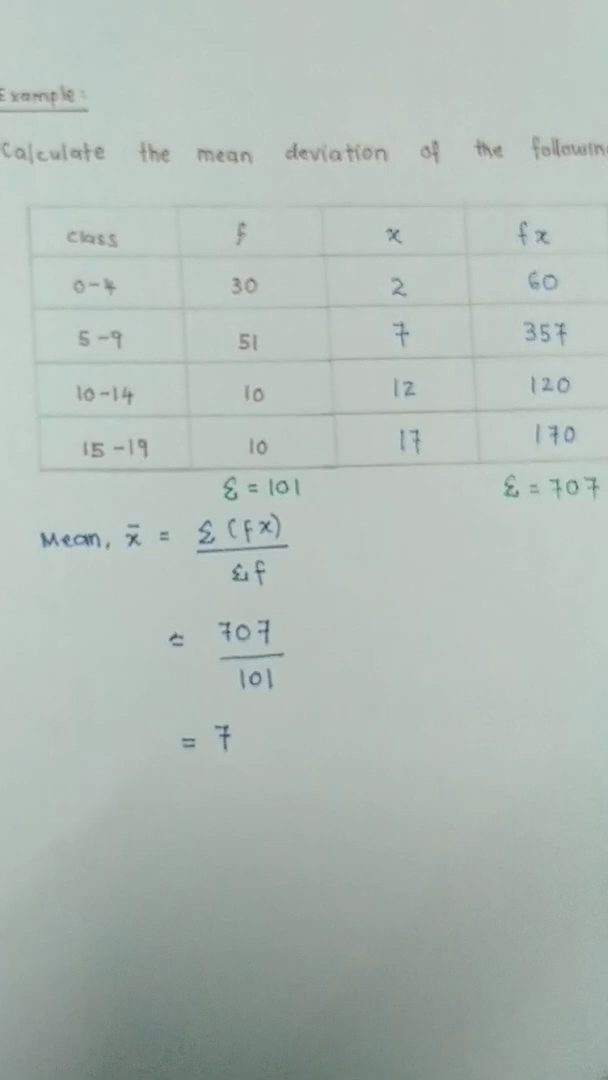 Example:
Calculate the mean deviation of the following
class f x fx
0-4 30 2 60
5-9 51 7 357
10-14 10 12 120
15-19 10 17 170
Σ = 101 Σ = 707
Mean, x̄ = Σ(fx)
Σf
= 707
101
= 7